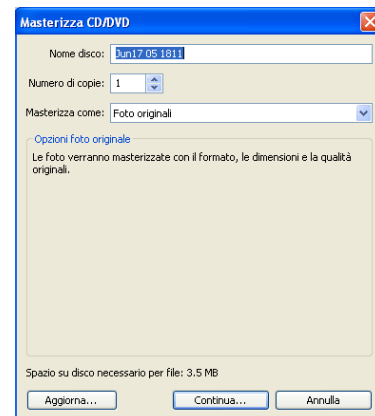 Masterizza CD/DVD
Nome disco: Jun17 05 1811
Numero di copie: 1
Masterizza come: Foto originali
Opzioni foto originale
Le foto verranno masterizzate con il formato, le dimensioni e la qualità
originali.
Spazio su disco necessario per file: 3.5 MB
Aggiorna... Continua... Annulla